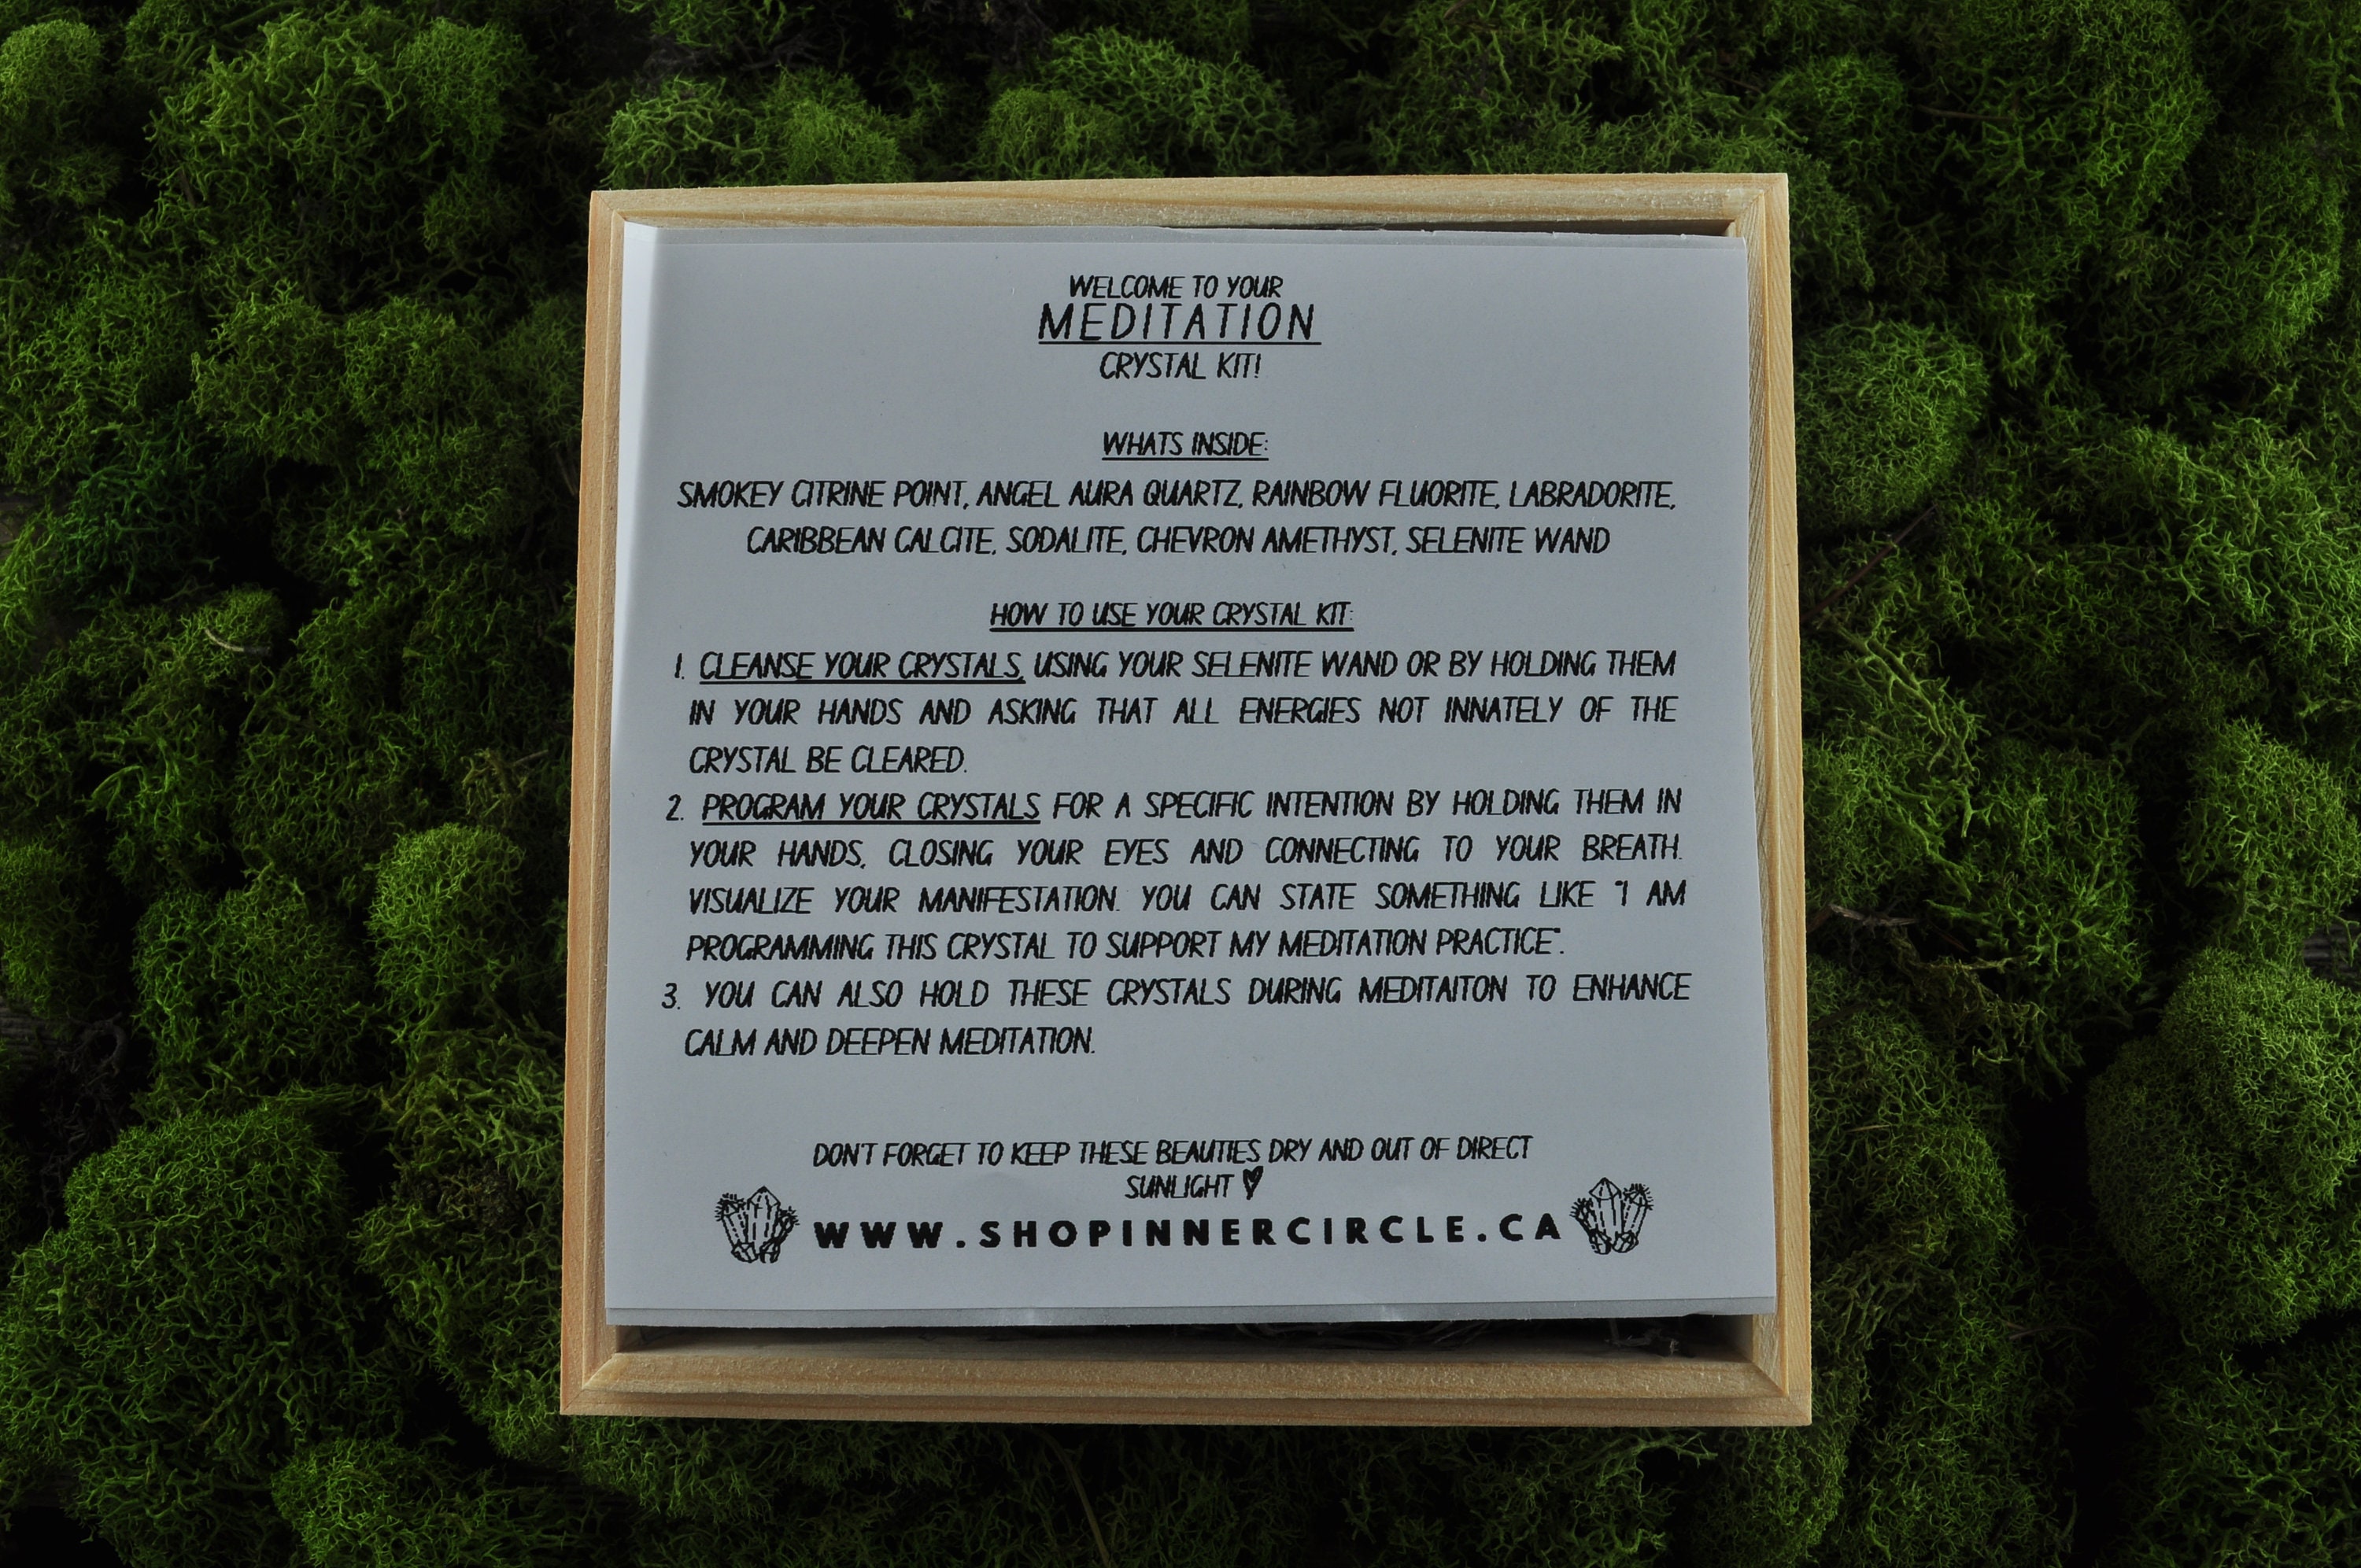 WELCOME TO YOUR
MEDITATION
CRYSTAL KIT!
WHATS INSIDE:
SMOKEY CITRINE POINT, ANGEL AURA QUARTZ, RAINBOW FLUORITE, LABRADORITE,
CARIBBEAN CALCITE, SODALITE, CHEVRON AMETHYST, SELENITE WAND
HOW TO USE YOUR CRYSTAL KIT:
1. CLEANSE YOUR CRYSTALS, USING YOUR SELENITE WAND OR BY HOLDING THEM
IN YOUR HANDS AND ASKING THAT ALL ENERGIES NOT INNATELY OF THE
CRYSTAL BE CLEARED.
2. PROGRAM YOUR CRYSTALS FOR A SPECIFIC INTENTION BY HOLDING THEM IN
YOUR HANDS, CLOSING YOUR EYES AND CONNECTING TO YOUR BREATH.
VISUALIZE YOUR MANIFESTATION. YOU CAN STATE SOMETHING LIKE "I AM
PROGRAMMING THIS CRYSTAL TO SUPPORT MY MEDITATION PRACTICE".
3. YOU CAN ALSO HOLD THESE CRYSTALS DURING MEDITAITON TO ENHANCE
CALM AND DEEPEN MEDITATION.
DON'T FORGET TO KEEP THESE BEAUTIES DRY AND OUT OF DIRECT
SUNLIGHT ♥
WWW.SHOPINNERCIRCLE.CA